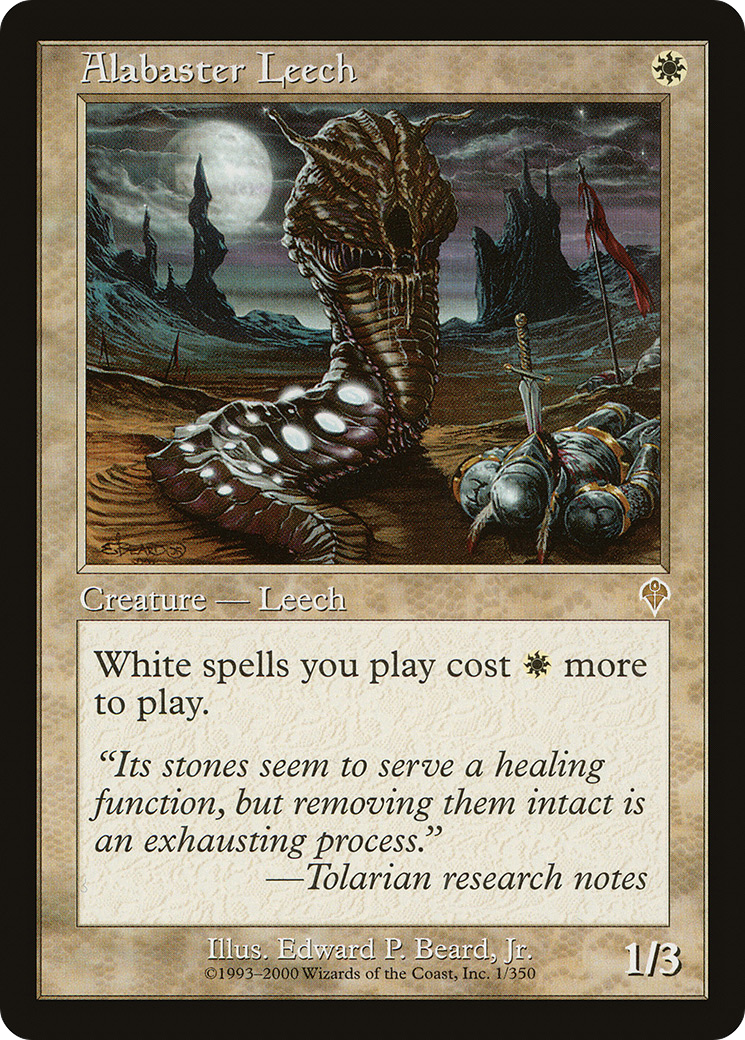 Alabaster Leech
Creature — Leech
White spells you play cost more
to play.
“Its stones seem to serve a healing
function, but removing them intact is
an exhausting process.”
—Tolarian research notes
Illus. Edward P. Beard, Jr.
©1993–2000 Wizards of the Coast, Inc. 1/350
1/3